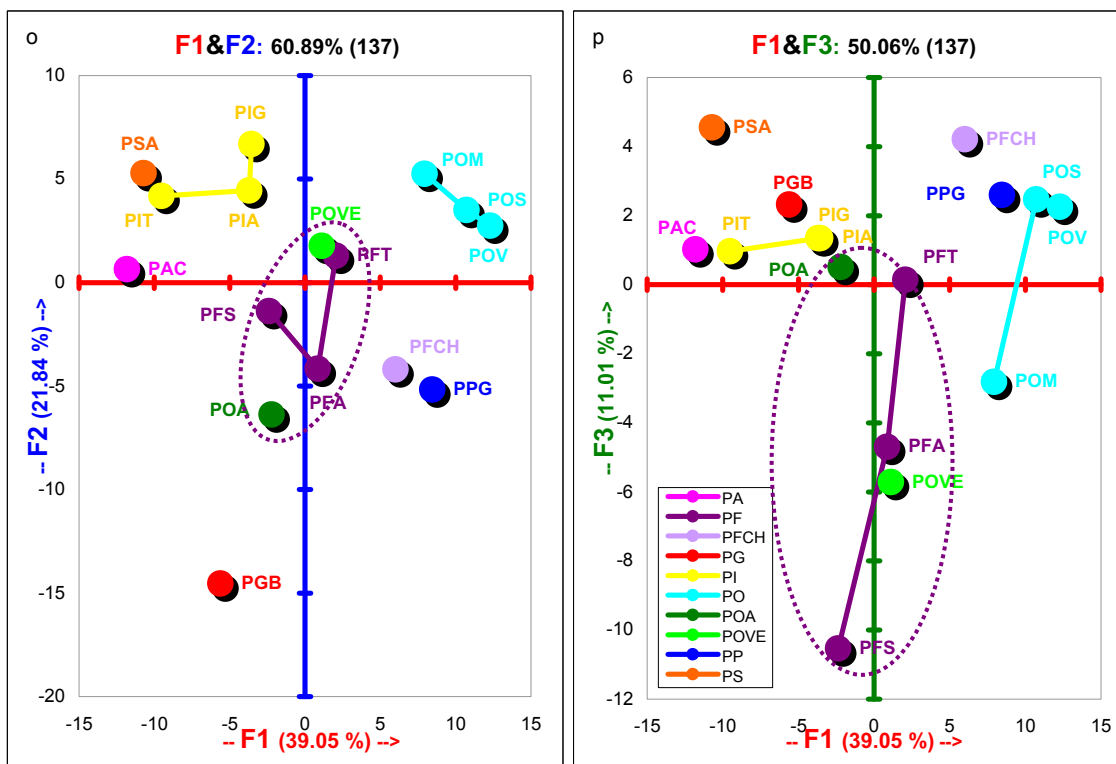 o
F1&F2: 60.89% (137)
10
5
0
-5
-10
-15
-20
-15
-10
-5
0
5
10
15
-- F2 (21.84 %) -->
-- F1 (39.05 %) -->
PIG
PSA
POM
PIT
PIA
POS
POVE
POV
PAC
PFT
PFS
PFCH
PPG
PFA
POA
PGB
p
F1&F3: 50.06% (137)
6
4
2
0
-2
-4
-6
-8
-10
-12
-15
-10
-5
0
5
10
15
-- F3 (11.01 %) -->
-- F1 (39.05 %) -->
PSA
PFCH
PGB
PPG
POS
PAC
PIT
PIG
POV
PIA
POA
PFT
POM
PFA
POVE
PFS
PA
PF
PFCH
PG
PI
PO
POA
POVE
PP
PS